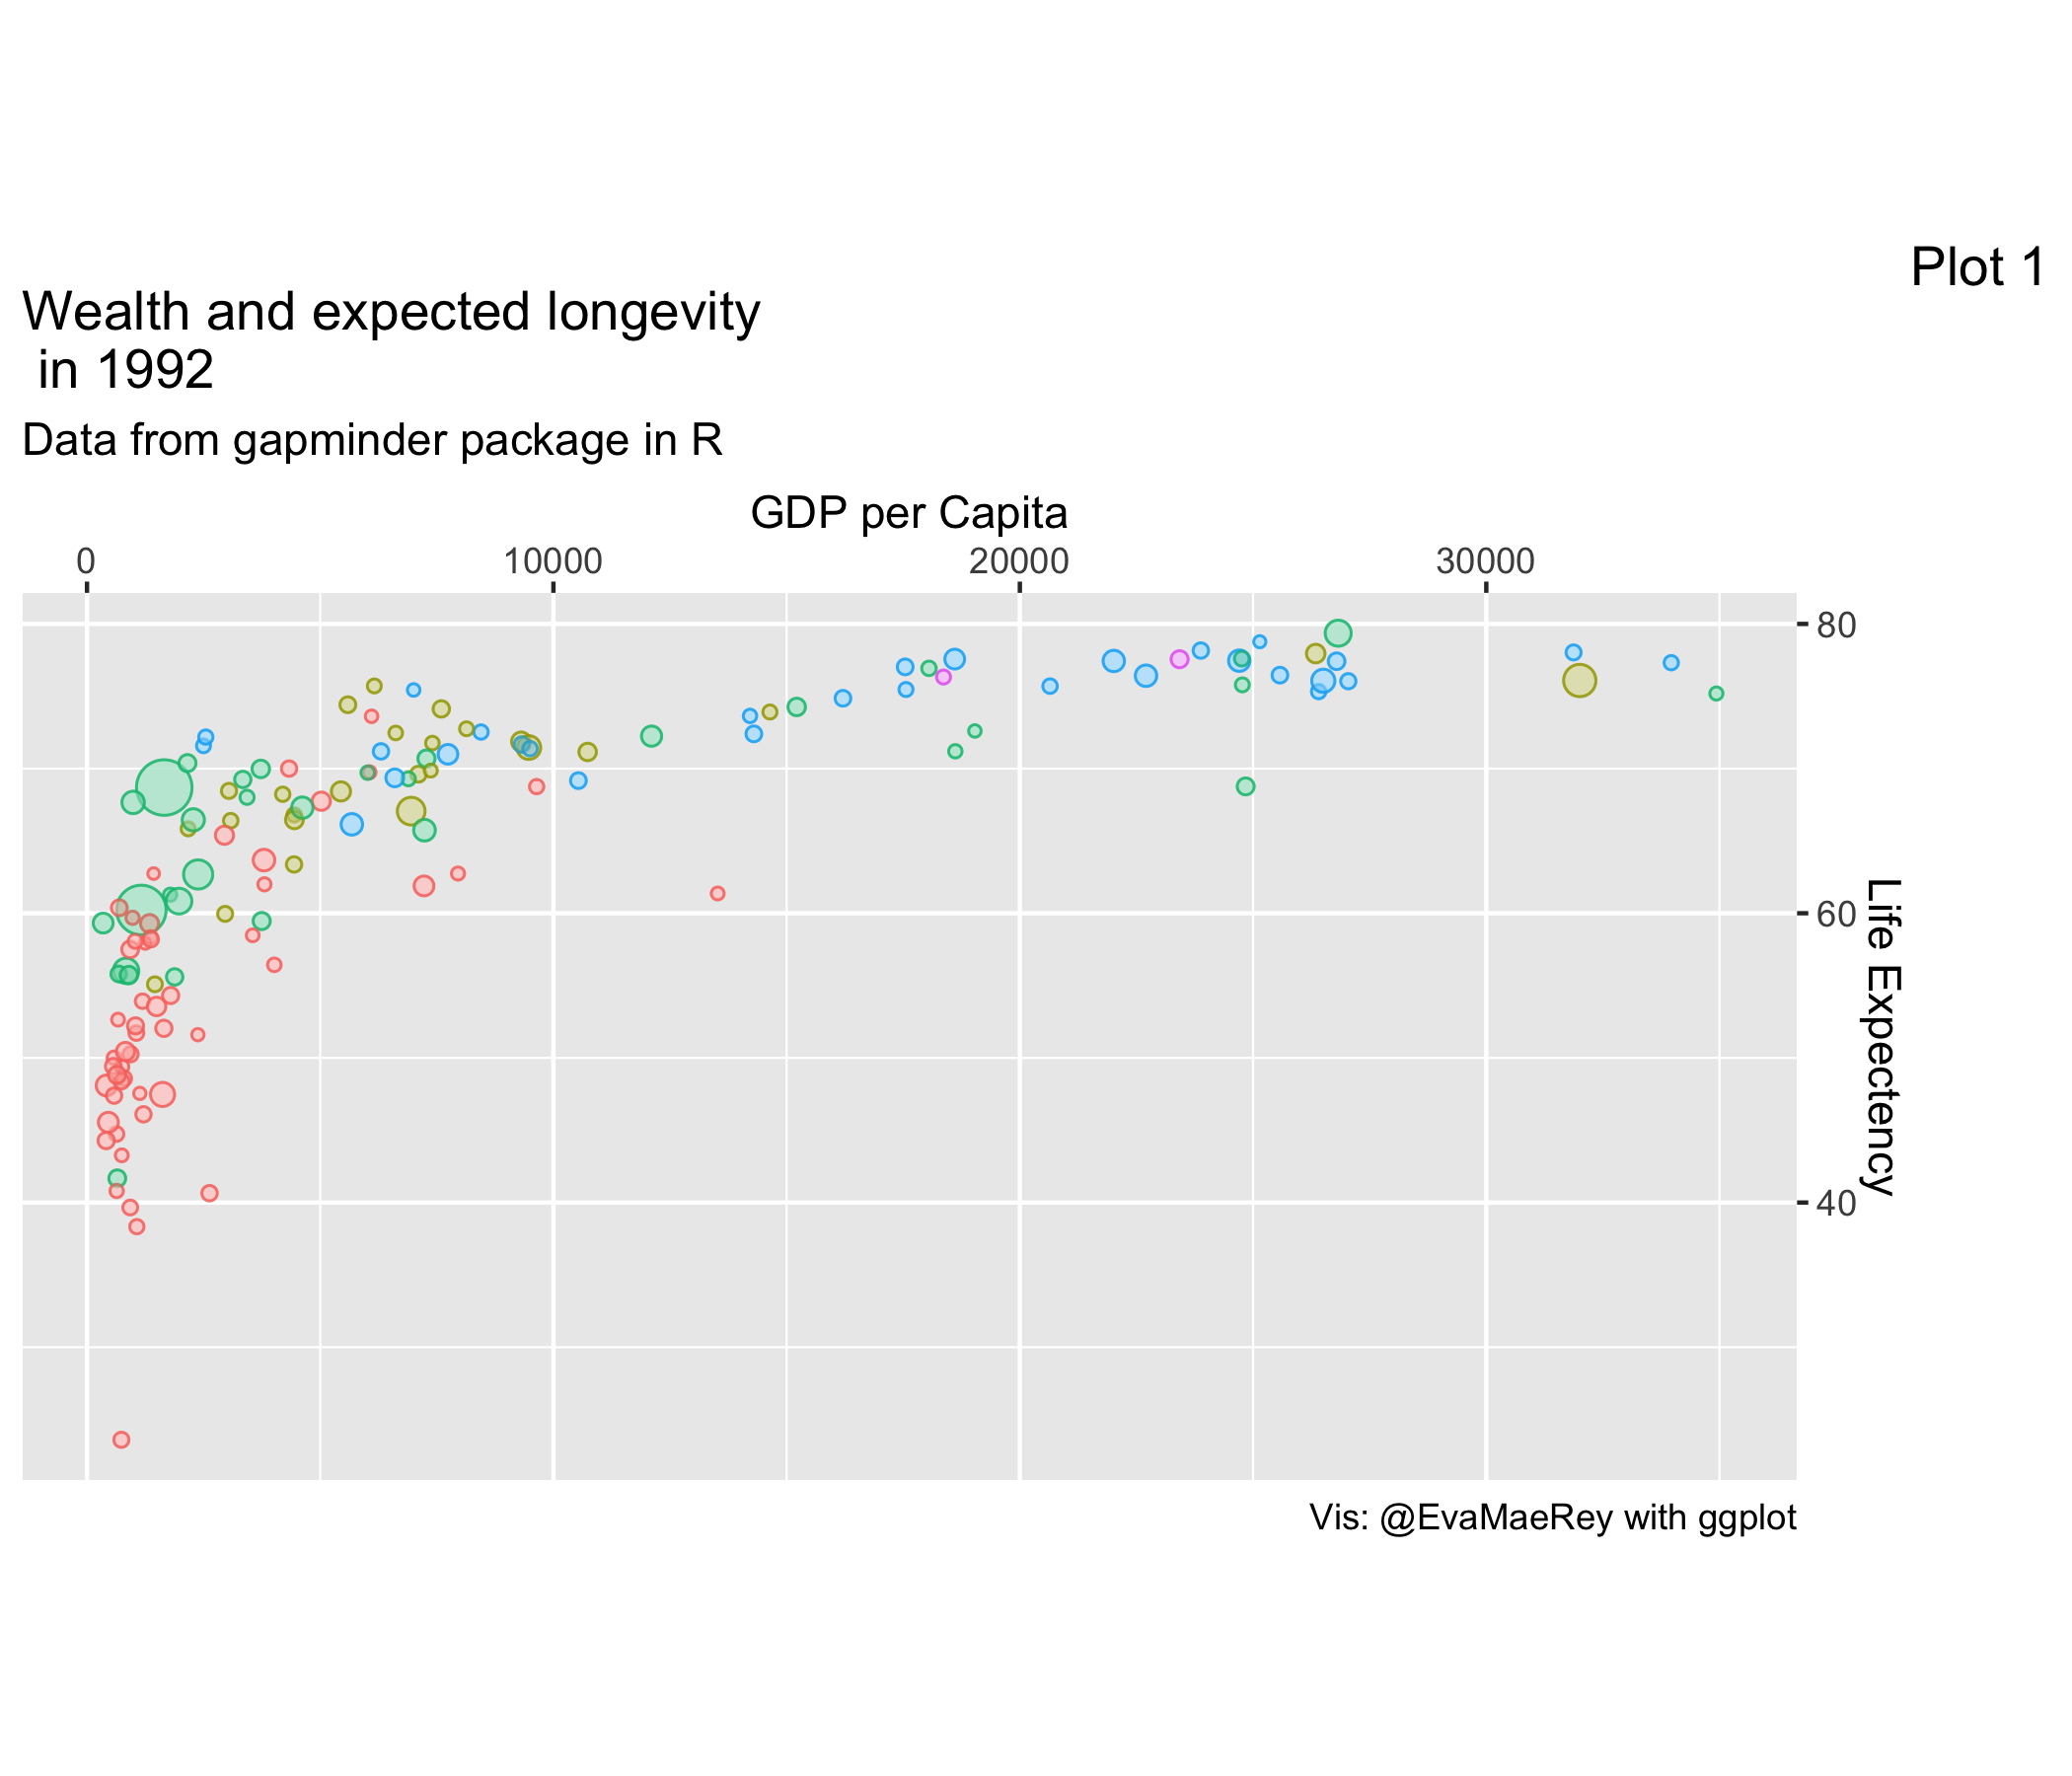 Plot 1
Wealth and expected longevity
in 1992
Data from gapminder package in R
GDP per Capita
0 10000 20000 30000
80
60
40
Life Expectency
Vis: @EvaMaeRey with ggplot